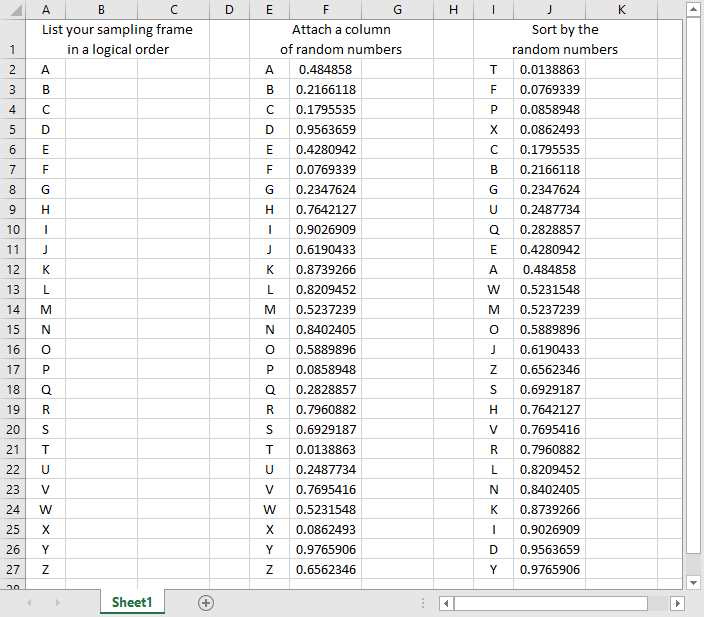 A B C D E F G H I J K
List your sampling frame Attach a column Sort by the
1 in a logical order of random numbers random numbers
2 A A 0.484858 T 0.0138863
3 B B 0.2166118 F 0.0769339
4 C C 0.1795535 P 0.0858948
5 D D 0.9563659 X 0.0862493
6 E E 0.4280942 C 0.1795535
7 F F 0.0769339 B 0.2166118
8 G G 0.2347624 G 0.2347624
9 H H 0.7642127 U 0.2487734
10 I I 0.9026909 Q 0.2828857
11 J J 0.6190433 E 0.4280942
12 K K 0.8739266 A 0.484858
13 L L 0.8209452 W 0.5231548
14 M M 0.5237239 M 0.5237239
15 N N 0.8402405 O 0.5889896
16 O O 0.5889896 J 0.6190433
17 P P 0.0858948 Z 0.6562346
18 Q Q 0.2828857 S 0.6929187
19 R R 0.7960882 H 0.7642127
20 S S 0.6929187 V 0.7695416
21 T T 0.0138863 R 0.7960882
22 U U 0.2487734 L 0.8209452
23 V V 0.7695416 N 0.8402405
24 W W 0.5231548 K 0.8739266
25 X X 0.0862493 I 0.9026909
26 Y Y 0.9765906 D 0.9563659
27 Z Z 0.6562346 Y 0.9765906
28
Sheet1